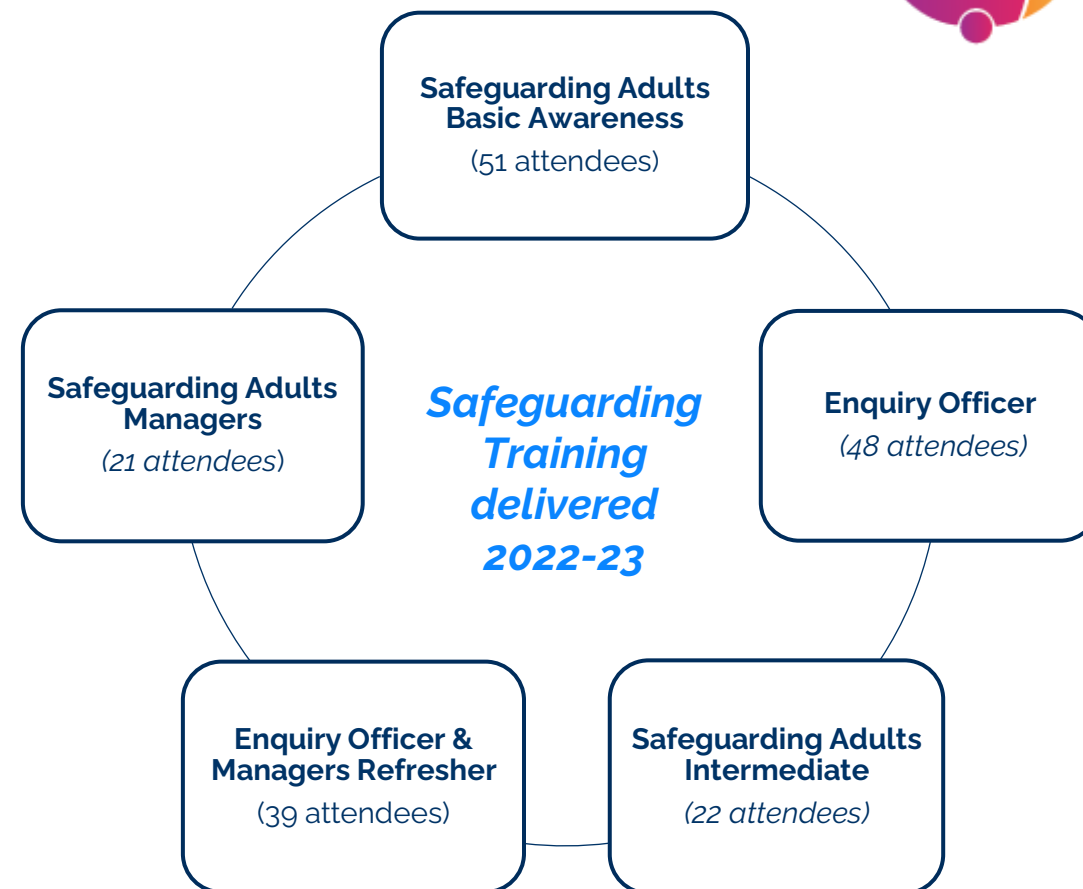 Safeguarding Adults
Basic Awareness
(51 attendees)
Safeguarding Adults
Managers
(21 attendees)
Safeguarding
Training
delivered
2022-23
Enquiry Officer
(48 attendees)
Enquiry Officer &
Managers Refresher
(39 attendees)
Safeguarding Adults
Intermediate
(22 attendees)